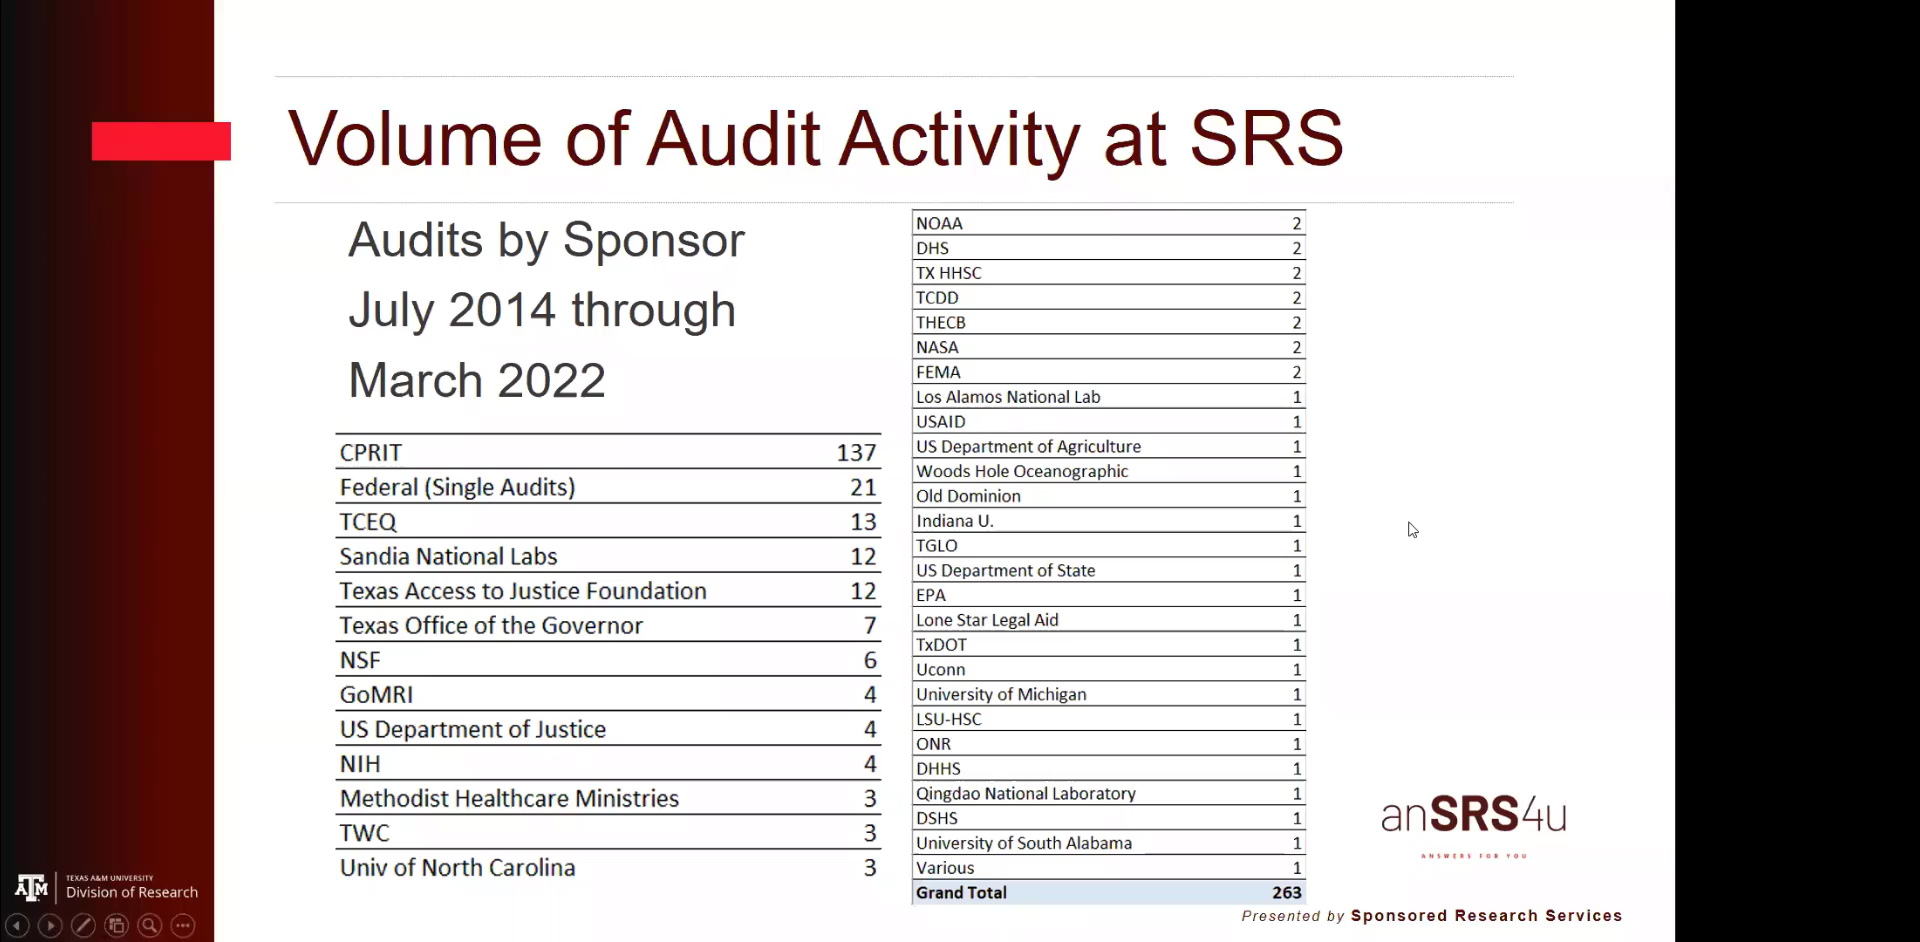 Volume of Audit Activity at SRS
Audits by Sponsor
July 2014 through
March 2022
CPRIT 137
Federal (Single Audits) 21
TCEQ 13
Sandia National Labs 12
Texas Access to Justice Foundation 12
Texas Office of the Governor 7
NSF 6
GoMRI 4
US Department of Justice 4
NIH 4
Methodist Healthcare Ministries 3
TWC 3
Univ of North Carolina 3
NOAA 2
DHS 2
TX HHSC 2
TCDD 2
THECB 2
NASA 2
FEMA 2
Los Alamos National Lab 1
USAID 1
US Department of Agriculture 1
Woods Hole Oceanographic 1
Old Dominion 1
Indiana U. 1
TGLO 1
US Department of State 1
EPA 1
Lone Star Legal Aid 1
TxDOT 1
Uconn 1
University of Michigan 1
LSU-HSC 1
ONR 1
DHHS 1
Qingdao National Laboratory 1
DSHS 1
University of South Alabama 1
Various 1
Grand Total 263
anSRS4u
ANSWERS FOR YOU
ATM
TEXAS A&M UNIVERSITY
Division of Research
Presented by Sponsored Research Services